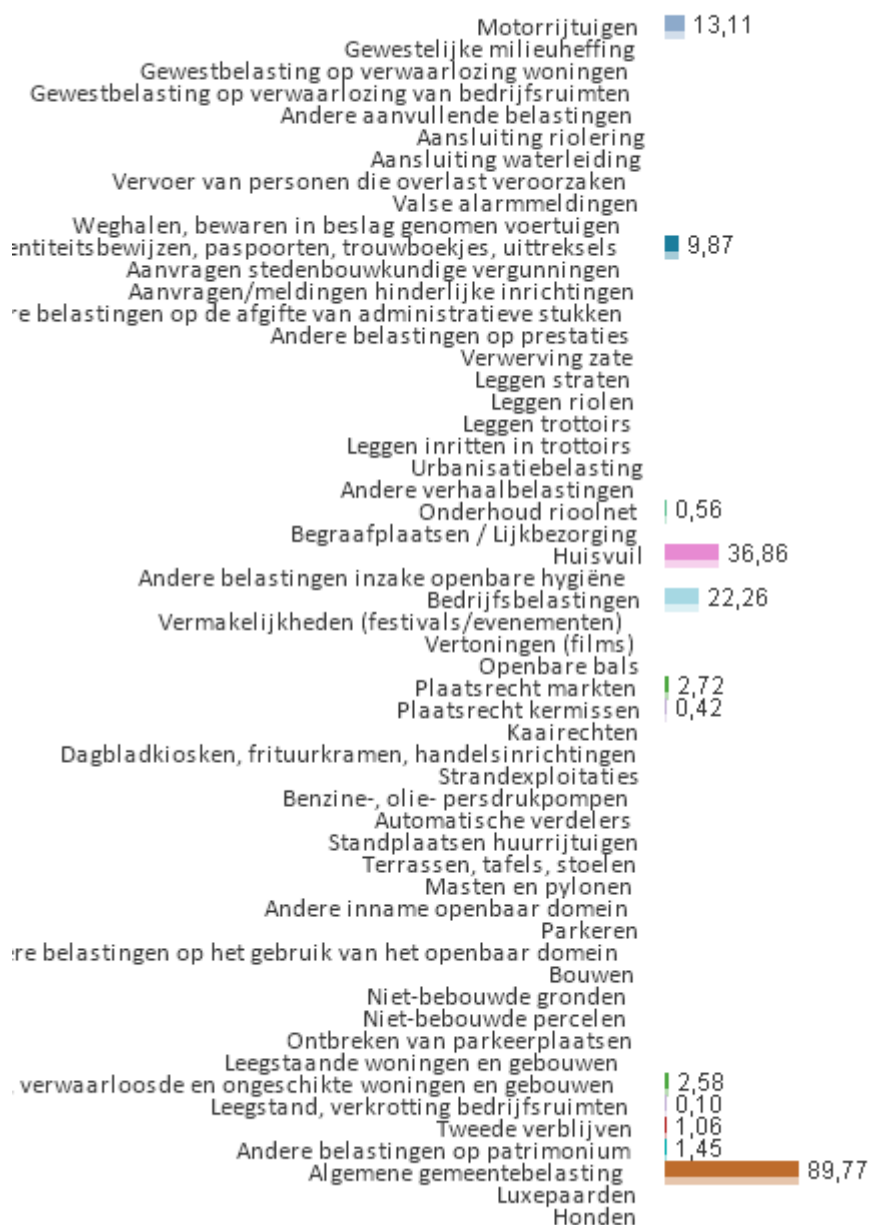 Motorrijtuigen 13,11
Gewestelijke milieuheffing
Gewestbelasting op verwaarlozing woningen
Gewestbelasting op verwaarlozing van bedrijfsruimten
Andere aanvullende belastingen
Aansluiting riolering
Aansluiting waterleiding
Vervoer van personen die overlast veroorzaken
Valse alarmmeldingen
Weghalen, bewaren in beslag genomen voertuigen
entiteitsbewijzen, paspoorten, trouwboekjes, uittreksels 9,87
Aanvragen stedenbouwkundige vergunningen
Aanvragen/meldingen hinderlijke inrichtingen
re belastingen op de afgifte van administratieve stukken
Andere belastingen op prestaties
Verwerving zate
Leggen straten
Leggen riolen
Leggen trottoirs
Leggen inritten in trottoirs
Urbanisatiebelasting
Andere verhaalbelastingen
Onderhoud rioolnet 0,56
Begraafplaatsen / Lijkbezorging
Huisvuil 36,86
Andere belastingen inzake openbare hygiëne
Bedrijfsbelastingen 22,26
Vermakelijkheden (festivals/evenementen)
Vertoningen (films)
Openbare bals
Plaatsrecht markten 2,72
Plaatsrecht kermissen 0,42
Kaairechten
Dagbladkiosken, frituurkramen, handelsinrichtingen
Strandexploitaties
Benzine-, olie- persdrukpompen
Automatische verdelers
Standplaatsen huurrijtuigen
Terrassen, tafels, stoelen
Masten en pylonen
Andere inname openbaar domein
Parkeren
re belastingen op het gebruik van het openbaar domein
Bouwen
Niet-bebouwde gronden
Niet-bebouwde percelen
Ontbreken van parkeerplaatsen
Leegstaande woningen en gebouwen
, verwaarloosde en ongeschikte woningen en gebouwen 2,58
Leegstand, verkrotting bedrijfsruimten 0,10
Tweede verblijven 1,06
Andere belastingen op patrimonium 1,45
Algemene gemeentebelasting 89,77
Luxepaarden
Honden